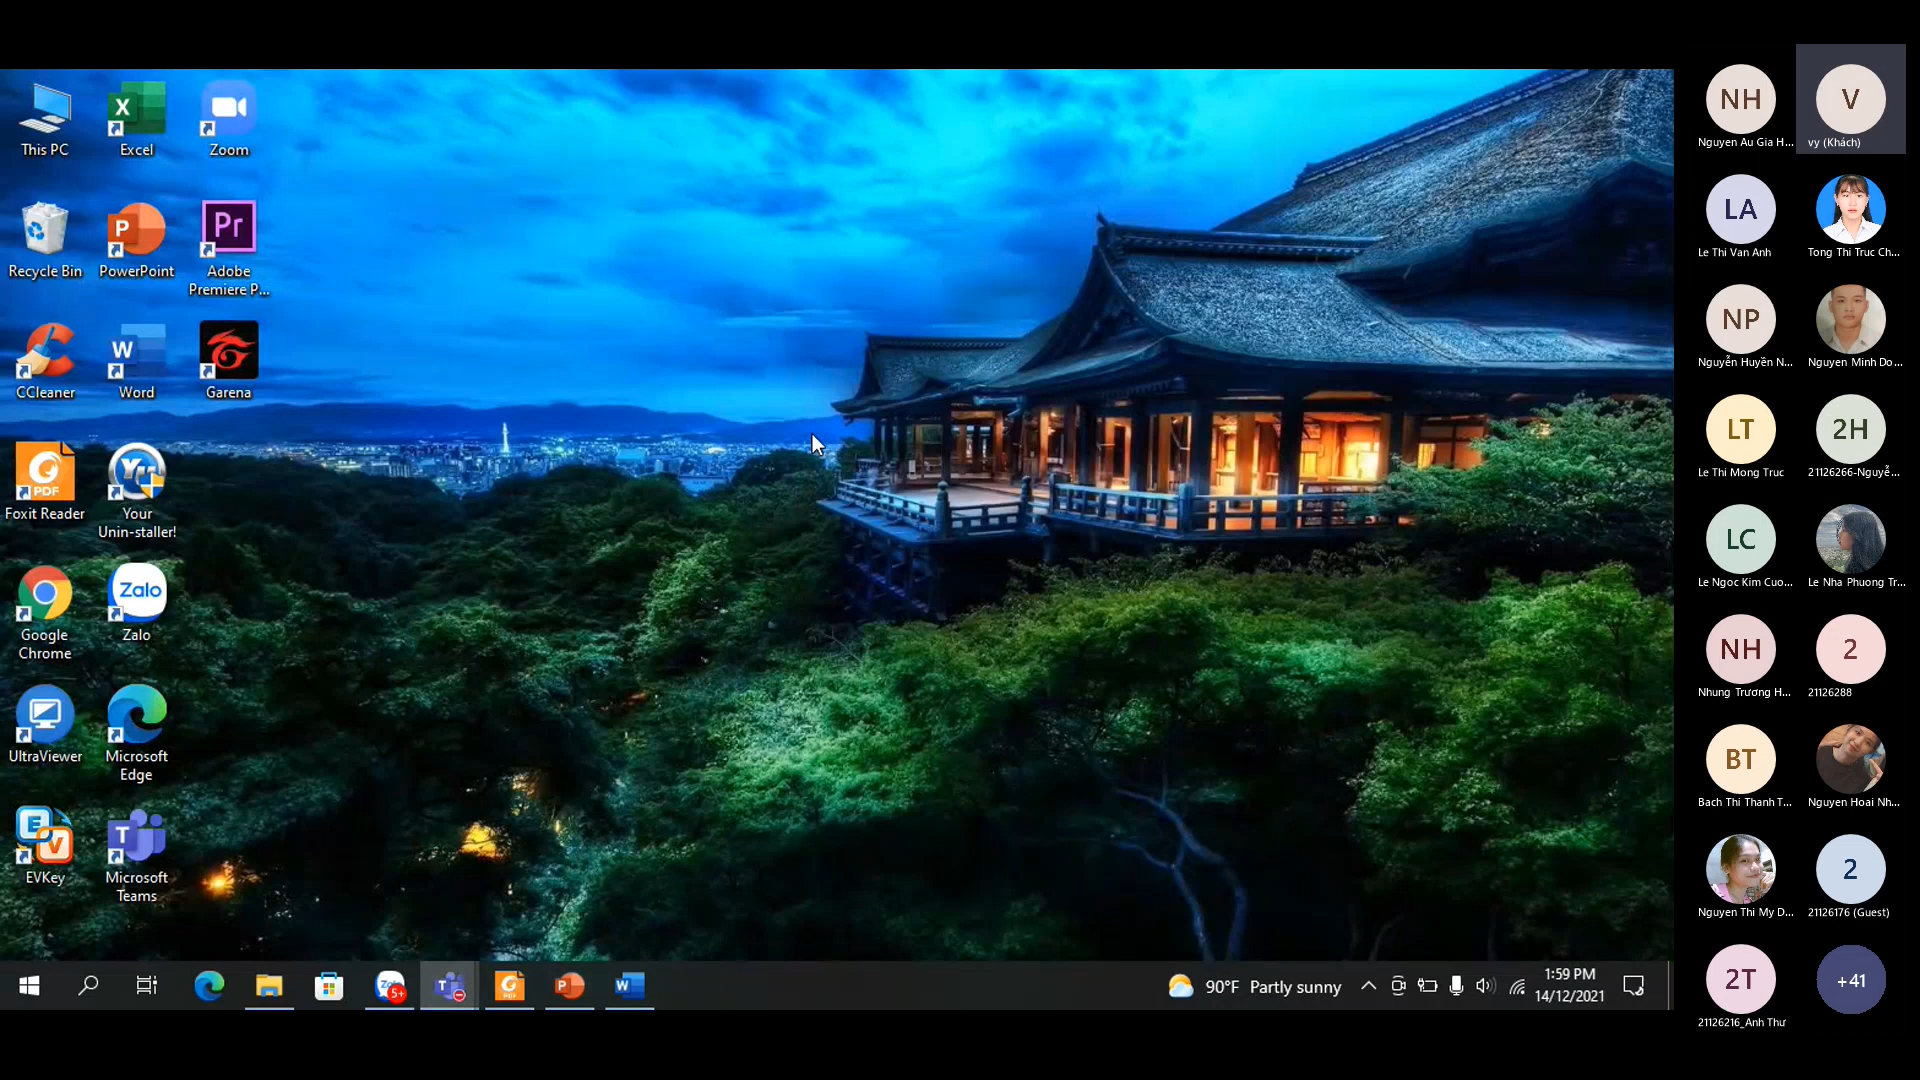 This PC
Excel
Zoom
Recycle Bin
PowerPoint
Pr
Adobe
Premiere P...
CCleaner
Word
Garena
PDF
Foxit Reader
Your
Unin-staller!
Zalo
Google
Chrome
Zalo
UltraViewer
Microsoft
Edge
EVKey
Microsoft
Teams
5+
90°F Partly sunny
1:59 PM
14/12/2021
NH
Nguyen Au Gia H...
V
vy (Khách)
LA
Le Thi Van Anh
Tong Thi Truc Ch...
NP
Nguyễn Huyền N...
Nguyen Minh Do...
LT
Le Thi Mong Truc
2H
21126266-Nguyễ...
LC
Le Ngoc Kim Cuo...
Le Nha Phuong Tr...
NH
Nhung Trương H...
2
21126288
BT
Bach Thi Thanh T...
Nguyen Hoai Nh...
Nguyen Thi My D...
2
21126176 (Guest)
2T
21126216_Anh Thư
+41